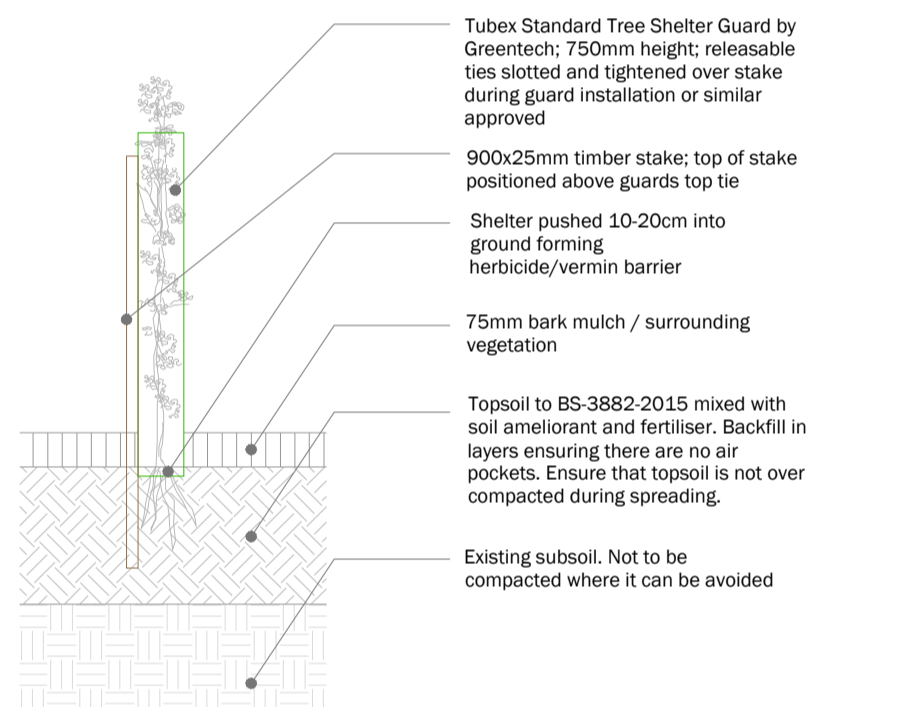 Tubex Standard Tree Shelter Guard by
Greentech; 750mm height; releasable
ties slotted and tightened over stake
during guard installation or similar
approved
900x25mm timber stake; top of stake
positioned above guards top tie
Shelter pushed 10-20cm into
ground forming
herbicide/vermin barrier
75mm bark mulch / surrounding
vegetation
Topsoil to BS-3882-2015 mixed with
soil ameliorant and fertiliser. Backfill in
layers ensuring there are no air
pockets. Ensure that topsoil is not over
compacted during spreading.
Existing subsoil. Not to be
compacted where it can be avoided